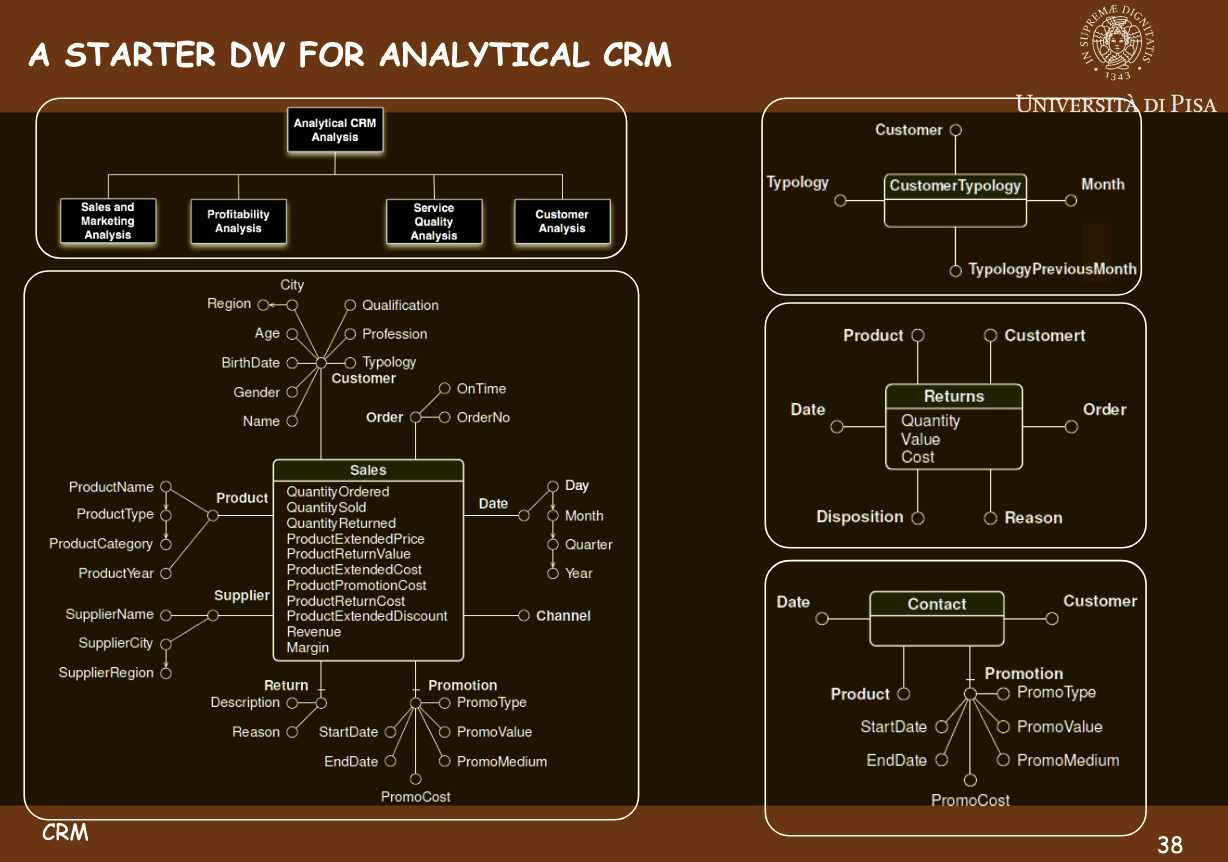 A STARTER DW FOR ANALYTICAL CRM
IN SUPREMÆ DIGNITATIS
1343
UNIVERSITÀ DI PISA
Analytical CRM
Analysis
Sales and
Marketing
Analysis
Profitability
Analysis
Service
Quality
Analysis
Customer
Analysis
City
Region
Qualification
Age
Profession
BirthDate
Typology
Customer
Gender
OnTime
Name
Order
OrderNo
Sales
QuantityOrdered
QuantitySold
QuantityReturned
ProductExtendedPrice
ProductReturnValue
ProductExtendedCost
ProductPromotionCost
ProductReturnCost
ProductExtendedDiscount
Revenue
Margin
ProductName
Product
ProductType
ProductCategory
ProductYear
Supplier
SupplierName
SupplierCity
SupplierRegion
Date
Day
Month
Quarter
Year
Channel
Return
Description
Reason
Promotion
PromoType
StartDate
PromoValue
EndDate
PromoMedium
PromoCost
Customer
Typology
CustomerTypology
Month
TypologyPreviousMonth
Product
Customert
Date
Returns
Order
Quantity
Value
Cost
Disposition
Reason
Date
Contact
Customer
Promotion
Product
PromoType
StartDate
PromoValue
EndDate
PromoMedium
PromoCost
CRM
38